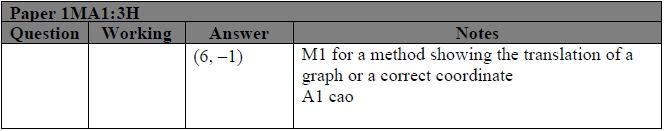 Paper 1MA1:3H
Question Working Answer Notes
(6, –1) M1 for a method showing the translation of a
graph or a correct coordinate
A1 cao